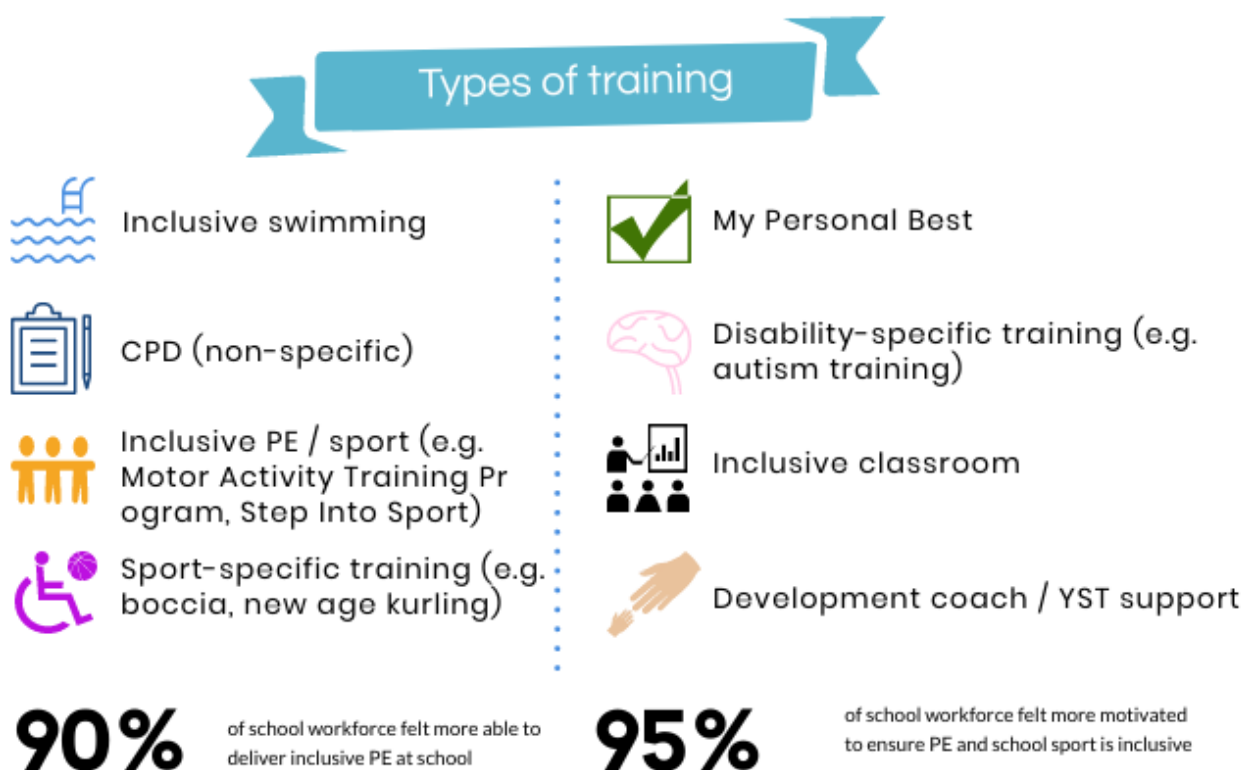 Types of training
Inclusive swimming
CPD (non-specific)
Inclusive PE / sport (e.g.
Motor Activity Training Pr
ogram, Step Into Sport)
Sport-specific training (e.g.
boccia, new age kurling)
My Personal Best
Disability-specific training (e.g.
autism training)
Inclusive classroom
Development coach / YST support
90%
of school workforce felt more able to
deliver inclusive PE at school
95%
of school workforce felt more motivated
to ensure PE and school sport is inclusive